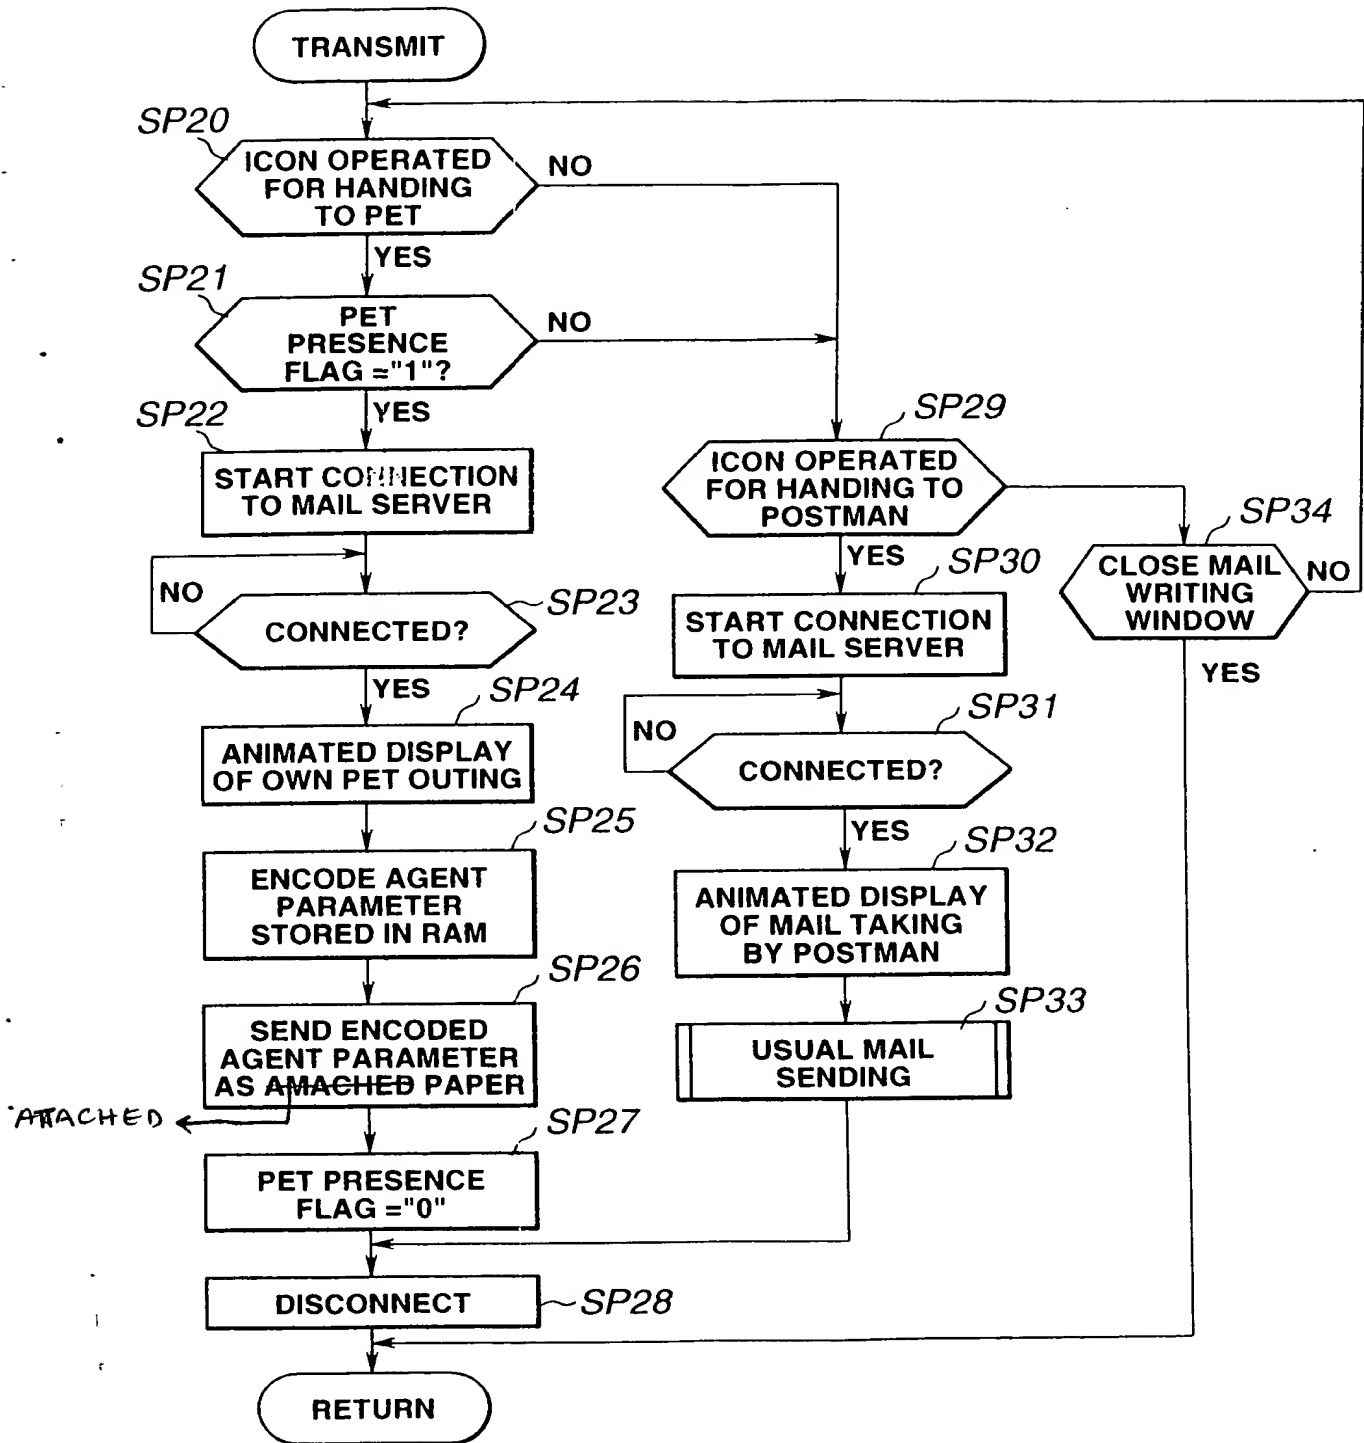 TRANSMIT
SP20
ICON OPERATED
FOR HANDING
TO PET
NO
YES
SP21
PET
PRESENCE
FLAG ="1"?
NO
YES
SP22
START CONNECTION
TO MAIL SERVER
NO
CONNECTED?
SP23
YES
SP24
ANIMATED DISPLAY
OF OWN PET OUTING
SP25
ENCODE AGENT
PARAMETER
STORED IN RAM
SP26
SEND ENCODED
AGENT PARAMETER
AS AMACHED PAPER
ATTACHED
SP27
PET PRESENCE
FLAG ="0"
DISCONNECT
SP28
RETURN
SP29
ICON OPERATED
FOR HANDING TO
POSTMAN
YES
SP30
START CONNECTION
TO MAIL SERVER
NO
SP31
CONNECTED?
YES
SP32
ANIMATED DISPLAY
OF MAIL TAKING
BY POSTMAN
SP33
USUAL MAIL
SENDING
SP34
CLOSE MAIL
WRITING
WINDOW
NO
YES